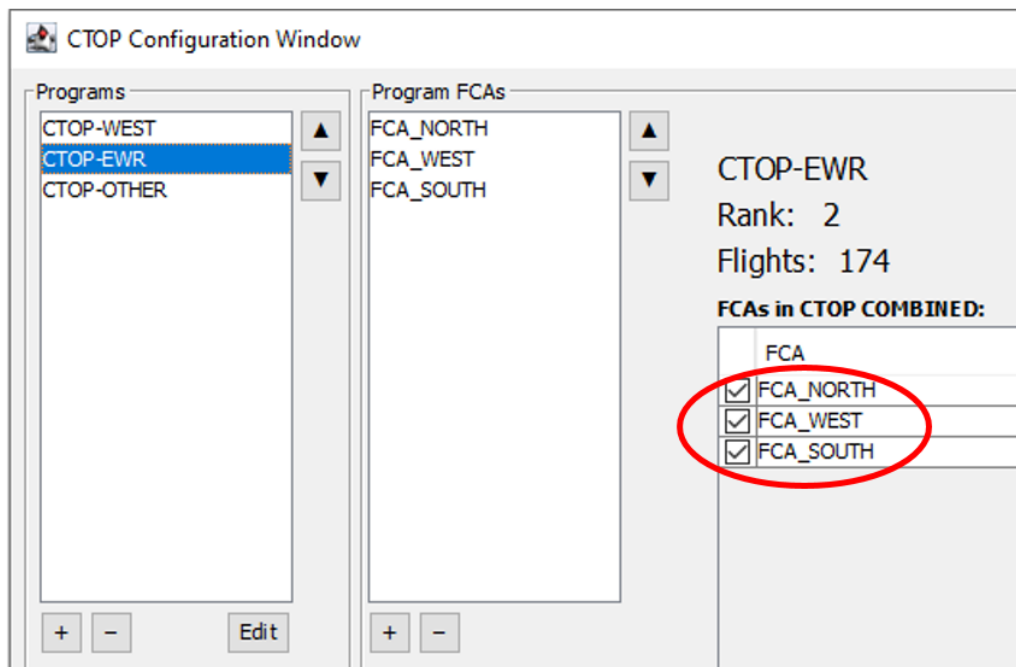 CTOP Configuration Window
Programs
CTOP-WEST
CTOP-EWR
CTOP-OTHER
+ − Edit
Program FCAs
FCA_NORTH
FCA_WEST
FCA_SOUTH
+ −
CTOP-EWR
Rank: 2
Flights: 174
FCAs in CTOP COMBINED:
FCA
FCA_NORTH
FCA_WEST
FCA_SOUTH